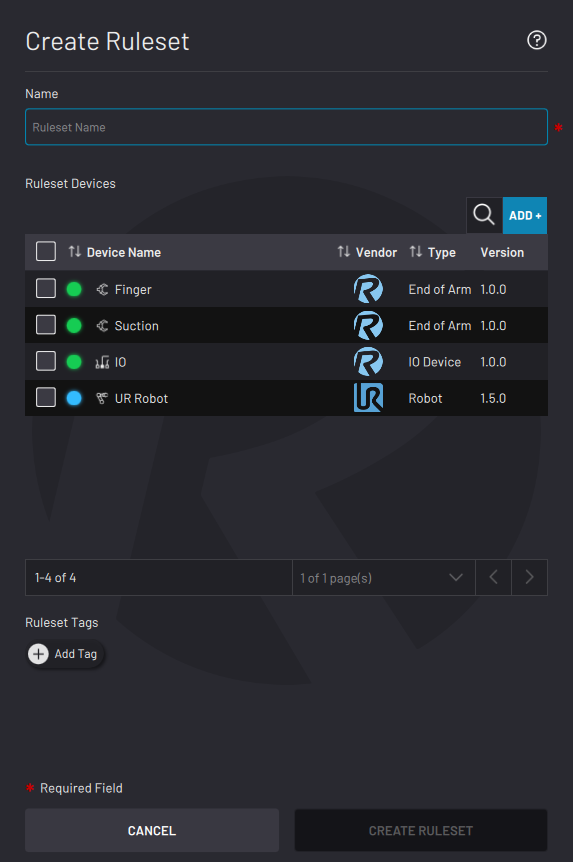 Create Ruleset
Name
Ruleset Name *
Ruleset Devices
ADD +
Device Name Vendor Type Version
Finger End of Arm 1.0.0
Suction End of Arm 1.0.0
IO IO Device 1.0.0
UR Robot UR Robot 1.5.0
1-4 of 4 1 of 1 page(s)
Ruleset Tags
Add Tag
* Required Field
CANCEL CREATE RULESET